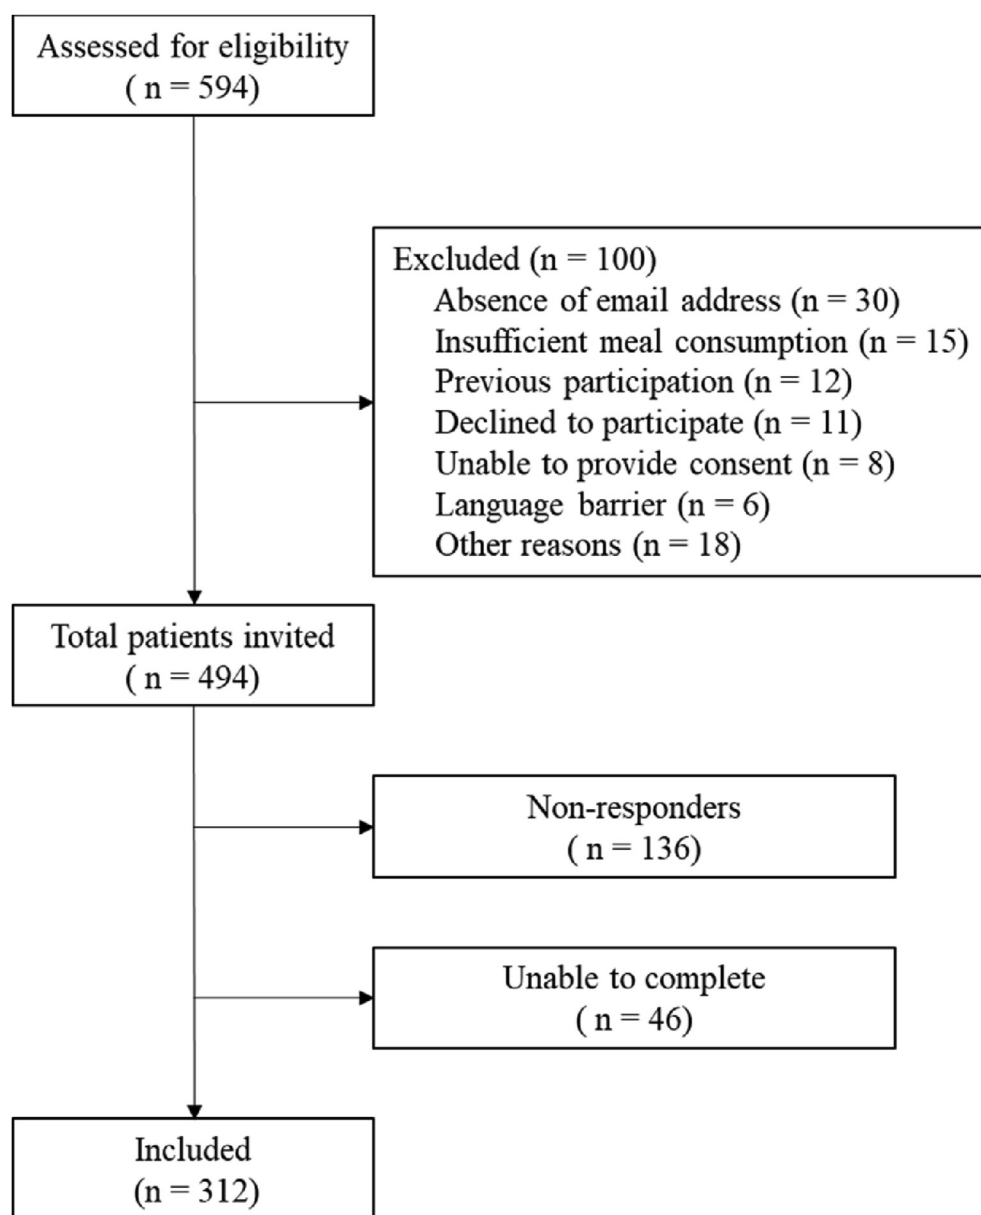 Assessed for eligibility
( n = 594)
Excluded (n = 100)
Absence of email address (n = 30)
Insufficient meal consumption (n = 15)
Previous participation (n = 12)
Declined to participate (n = 11)
Unable to provide consent (n = 8)
Language barrier (n = 6)
Other reasons (n = 18)
Total patients invited
( n = 494)
Non-responders
( n = 136)
Unable to complete
( n = 46)
Included
(n = 312)